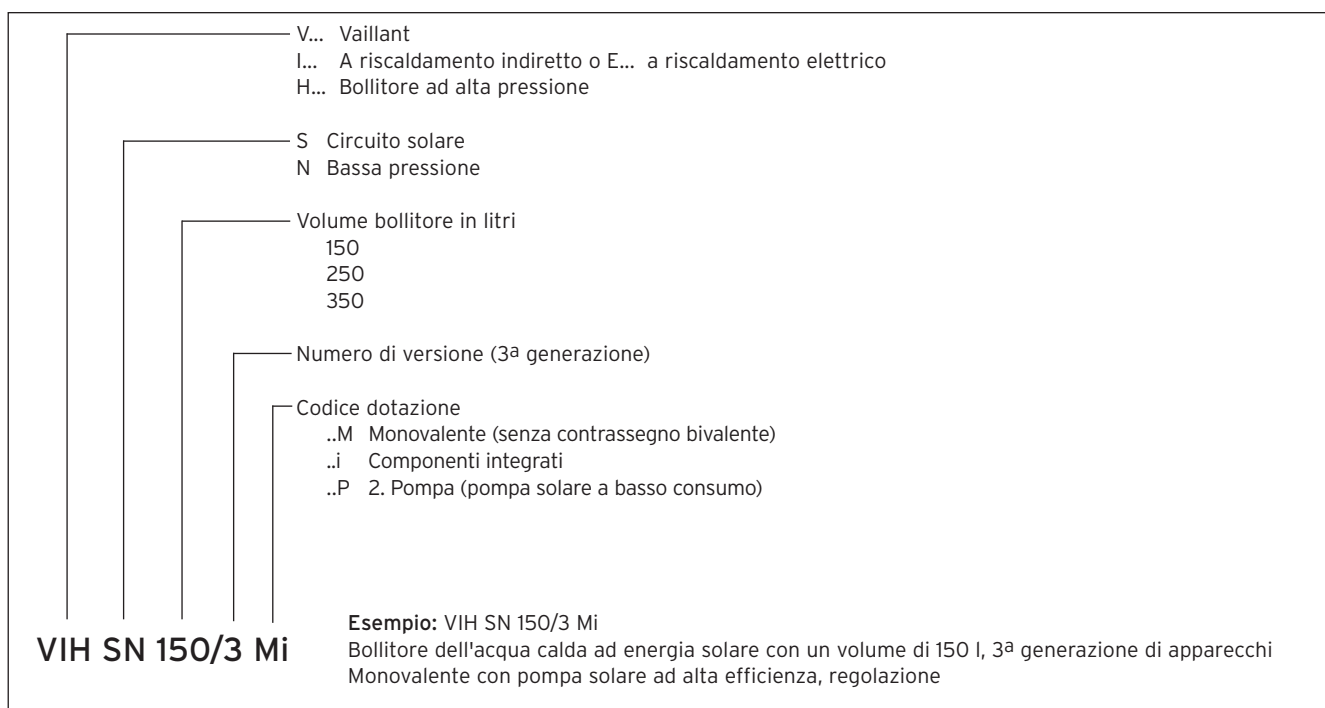 V... Vaillant
I... A riscaldamento indiretto o E... a riscaldamento elettrico
H... Bollitore ad alta pressione
S Circuito solare
N Bassa pressione
Volume bollitore in litri
150
250
350
Numero di versione (3ª generazione)
Codice dotazione
..M Monovalente (senza contrassegno bivalente)
..i Componenti integrati
..P 2. Pompa (pompa solare a basso consumo)
VIH SN 150/3 Mi
Esempio: VIH SN 150/3 Mi
Bollitore dell'acqua calda ad energia solare con un volume di 150 l, 3ª generazione di apparecchi
Monovalente con pompa solare ad alta efficienza, regolazione